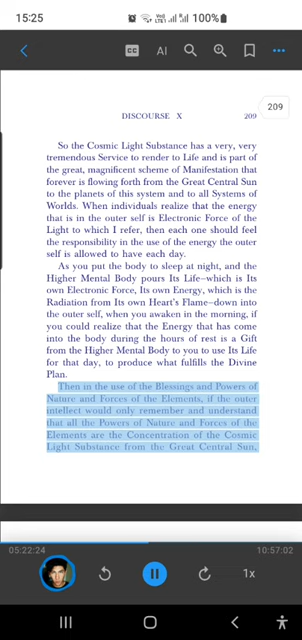 15:25
Vo)
LTE1
100%
CC
AI
209
DISCOURSE X 209
So the Cosmic Light Substance has a very, very
tremendous Service to render to Life and is part of
the great, magnificent scheme of Manifestation that
forever is flowing forth from the Great Central Sun
to the planets of this system and to all Systems of
Worlds. When individuals realize that the energy
that is in the outer self is Electronic Force of the
Light to which I refer, then each one should feel
the responsibility in the use of the energy the outer
self is allowed to have each day.
As you put the body to sleep at night, and the
Higher Mental Body pours Its Life—which is Its
own Electronic Force, Its own Energy, which is the
Radiation from Its own Heart's Flame—down into
the outer self, when you awaken in the morning, if
you could realize that the Energy that has come
into the body during the hours of rest is a Gift
from the Higher Mental Body to you to use Its Life
for that day, to produce what fulfills the Divine
Plan.
Then in the use of the Blessings and Powers of
Nature and Forces of the Elements, if the outer
intellect would only remember and understand
that all the Powers of Nature and Forces of the
Elements are the Concentration of the Cosmic
Light Substance from the Great Central Sun,
05:22:24
10:57:02
1x